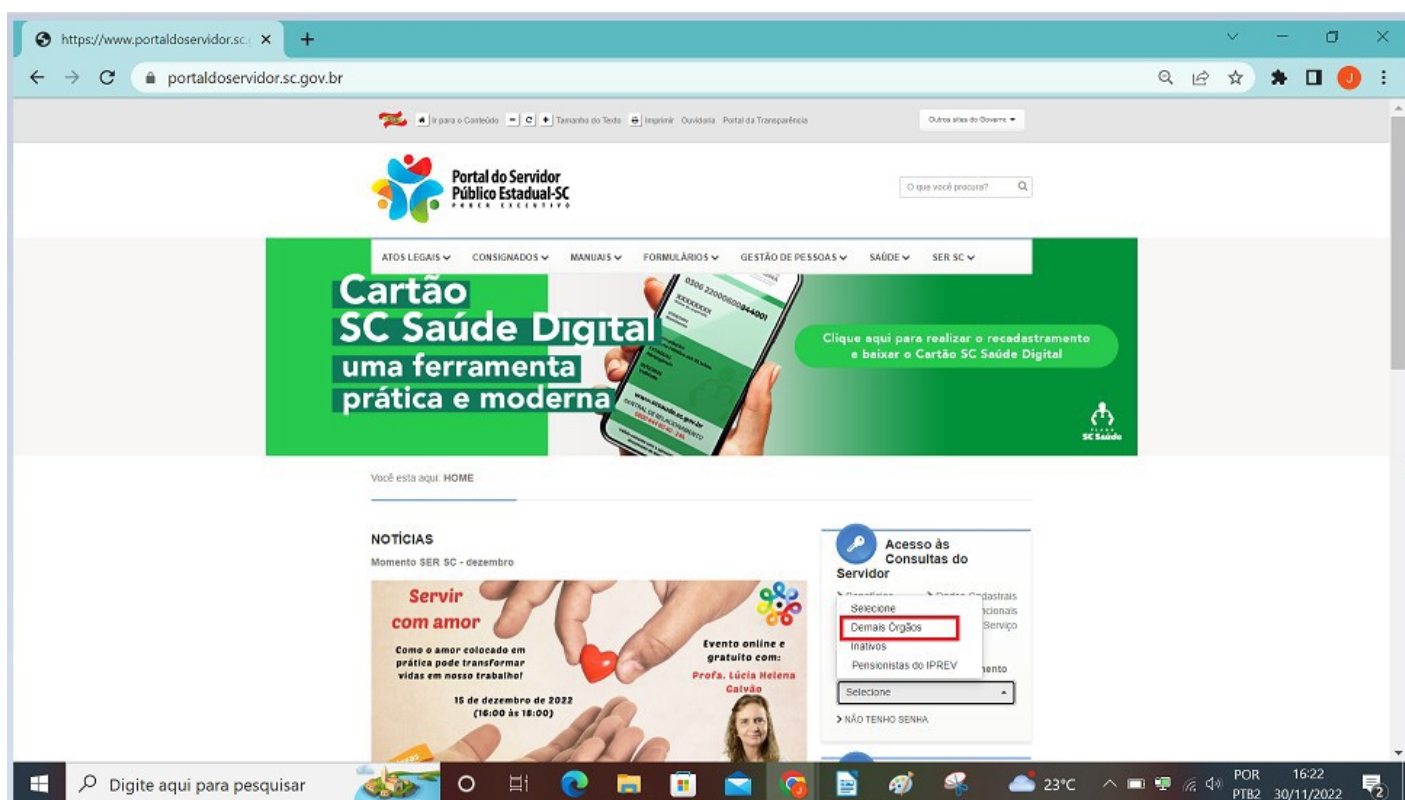 https://www.portaldoservidor.sc.g
portaldoservidor.sc.gov.br
J
Ir para o Conteúdo - C + Tamanho do Texto Imprimir Ouvidoria Portal da Transparência
Outros sites do Governo
Portal do Servidor
Público Estadual-SC
PODER EXECUTIVO
O que você procura?
ATOS LEGAIS CONSIGNADOS MANUAIS FORMULÁRIOS GESTÃO DE PESSOAS SAÚDE SER SC
Cartão
SC Saúde Digital
uma ferramenta
prática e moderna
Clique aqui para realizar o recadastramento
e baixar o Cartão SC Saúde Digital
SC Saúde
Você esta aqui: HOME
NOTÍCIAS
Momento SER SC - dezembro
Servir
com amor
Como o amor colocado em
prática pode transformar
vidas em nosso trabalho!
15 de dezembro de 2022
(16:00 às 18:00)
Evento online e
gratuito com:
Profa. Lúcia Helena
Galvão
Acesso às
Consultas do
Servidor
Selecione
Demais Órgãos
Inativos
Pensionistas do IPREV
Serviço
Selecione
NÃO TENHO SENHA
Digite aqui para pesquisar
23°C
POR
PTB2
16:22
30/11/2022
2